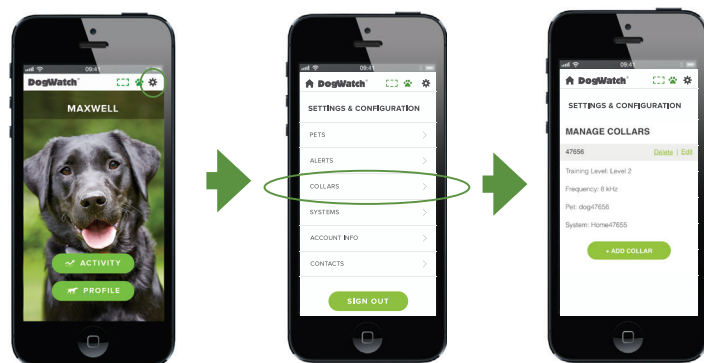 09:41
DogWatch®
MAXWELL
ACTIVITY
PROFILE
09:41
DogWatch®
SETTINGS & CONFIGURATION
PETS
ALERTS
COLLARS
SYSTEMS
ACCOUNT INFO
CONTACTS
SIGN OUT
09:41
DogWatch®
SETTINGS & CONFIGURATION
MANAGE COLLARS
47656 Delete | Edit
Training Level: Level 2
Frequency: 8 kHz
Pet: dog47656
System: Home47655
+ ADD COLLAR